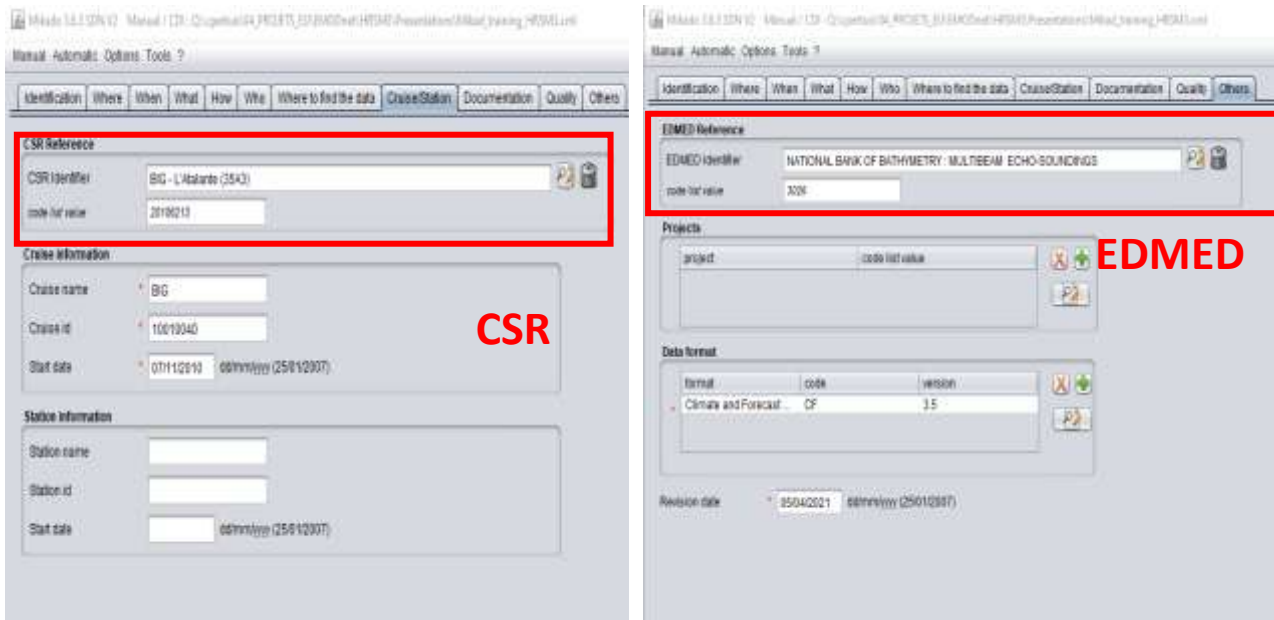 Manual Automatic Options Tools ?
Identification Where When What How Who Where to find the data Cruise/Station Documentation Quality Others
CSR Reference
CSR Identifier BIG - L'Atalante (35A3)
code list value
Cruise Information
Cruise name * BIG
Cruise id * 10010040
Start date * 07/11/2010 dd/mm/yyyy (25/01/2007)
CSR
Station Information
Station name
Station id
Start date dd/mm/yyyy (25/01/2007)
Manual Automatic Options Tools ?
Identification Where When What How Who Where to find the data Cruise/Station Documentation Quality Others
EDMED Reference
EDMED identifier NATIONAL BANK OF BATHYMETRY : MULTIBEAM ECHO-SOUNDINGS
code list value
Projects
project code list value
EDMED
Data format
format code version
* Climate and Forecast ... CF 3.5
Revision date * 05/04/2021 dd/mm/yyyy (25/01/2007)